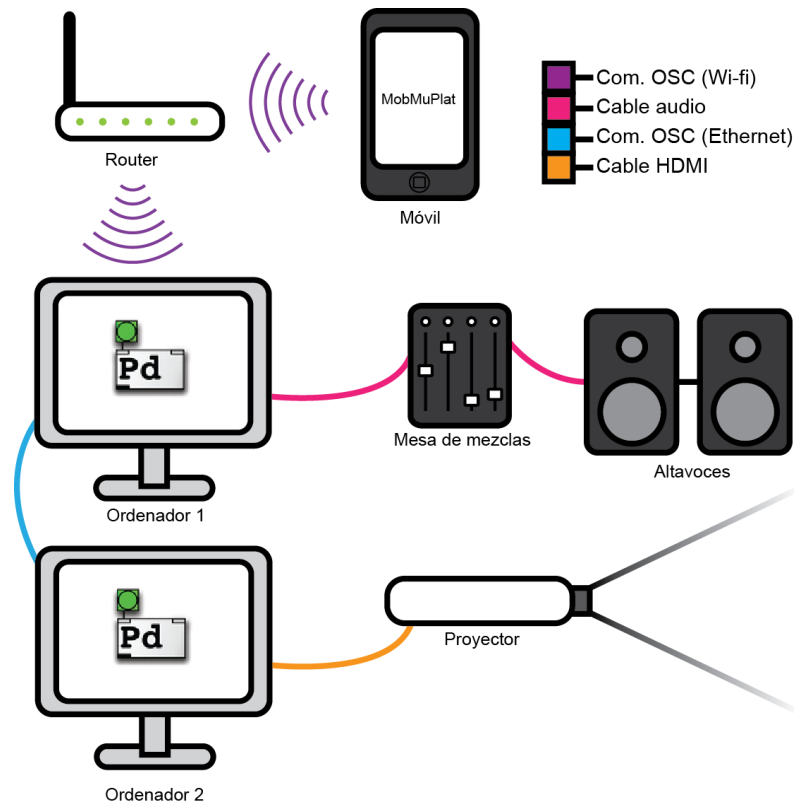 MobMuPlat
Router
Móvil
Com. OSC (Wi-fi)
Cable audio
Com. OSC (Ethernet)
Cable HDMI
Pd
Ordenador 1
Mesa de mezclas
Altavoces
Pd
Ordenador 2
Proyector